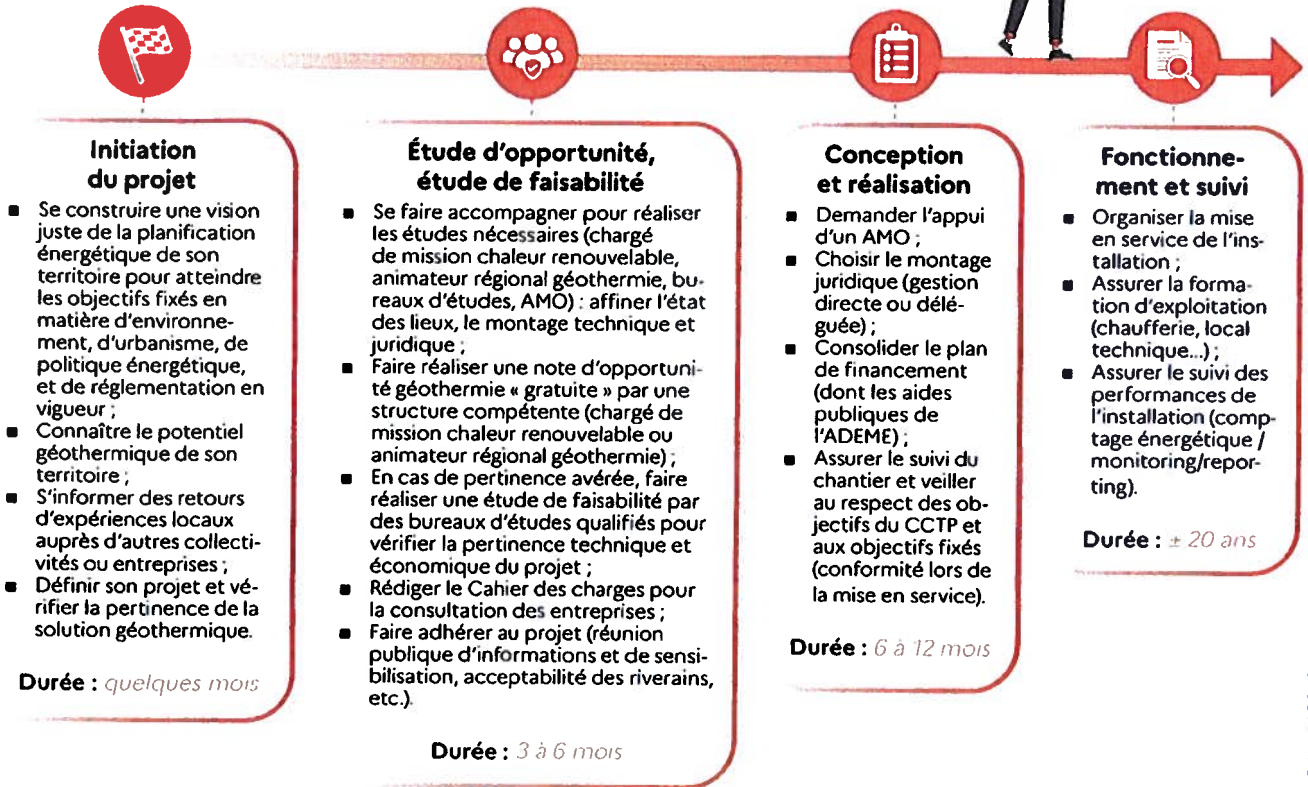 Initiation
du projet
■ Se construire une vision
juste de la planification
énergétique de son
territoire pour atteindre
les objectifs fixés en
matière d'environne-
ment, d'urbanisme, de
politique énergétique,
et de réglementation en
vigueur ;
■ Connaître le potentiel
géothermique de son
territoire ;
■ S'informer des retours
d'expériences locaux
auprès d'autres collecti-
vités ou entreprises ;
■ Définir son projet et vé-
rifier la pertinence de la
solution géothermique.
Durée : quelques mois
Étude d'opportunité,
étude de faisabilité
■ Se faire accompagner pour réaliser
les études nécessaires (chargé
de mission chaleur renouvelable,
animateur régional géothermie, bu-
reaux d'études, AMO) : affiner l'état
des lieux, le montage technique et
juridique ;
■ Faire réaliser une note d'opportuni-
té géothermie « gratuite » par une
structure compétente (chargé de
mission chaleur renouvelable ou
animateur régional géothermie) ;
■ En cas de pertinence avérée, faire
réaliser une étude de faisabilité par
des bureaux d'études qualifiés pour
vérifier la pertinence technique et
économique du projet ;
■ Rédiger le Cahier des charges pour
la consultation des entreprises ;
■ Faire adhérer au projet (réunion
publique d'informations et de sensi-
bilisation, acceptabilité des riverains,
etc.).
Durée : 3 à 6 mois
Conception
et réalisation
■ Demander l'appui
d'un AMO ;
■ Choisir le montage
juridique (gestion
directe ou délé-
guée) ;
■ Consolider le plan
de financement
(dont les aides
publiques de
l'ADEME) ;
■ Assurer le suivi du
chantier et veiller
au respect des ob-
jectifs du CCTP et
aux objectifs fixés
(conformité lors de
la mise en service).
Durée : 6 à 12 mois
Fonctionne-
ment et suivi
■ Organiser la mise
en service de l'ins-
tallation ;
■ Assurer la forma-
tion d'exploitation
(chaufferie, local
technique...) ;
■ Assurer le suivi des
performances de
l'installation (comp-
tage énergétique /
monitoring/repor-
ting).
Durée : ± 20 ans